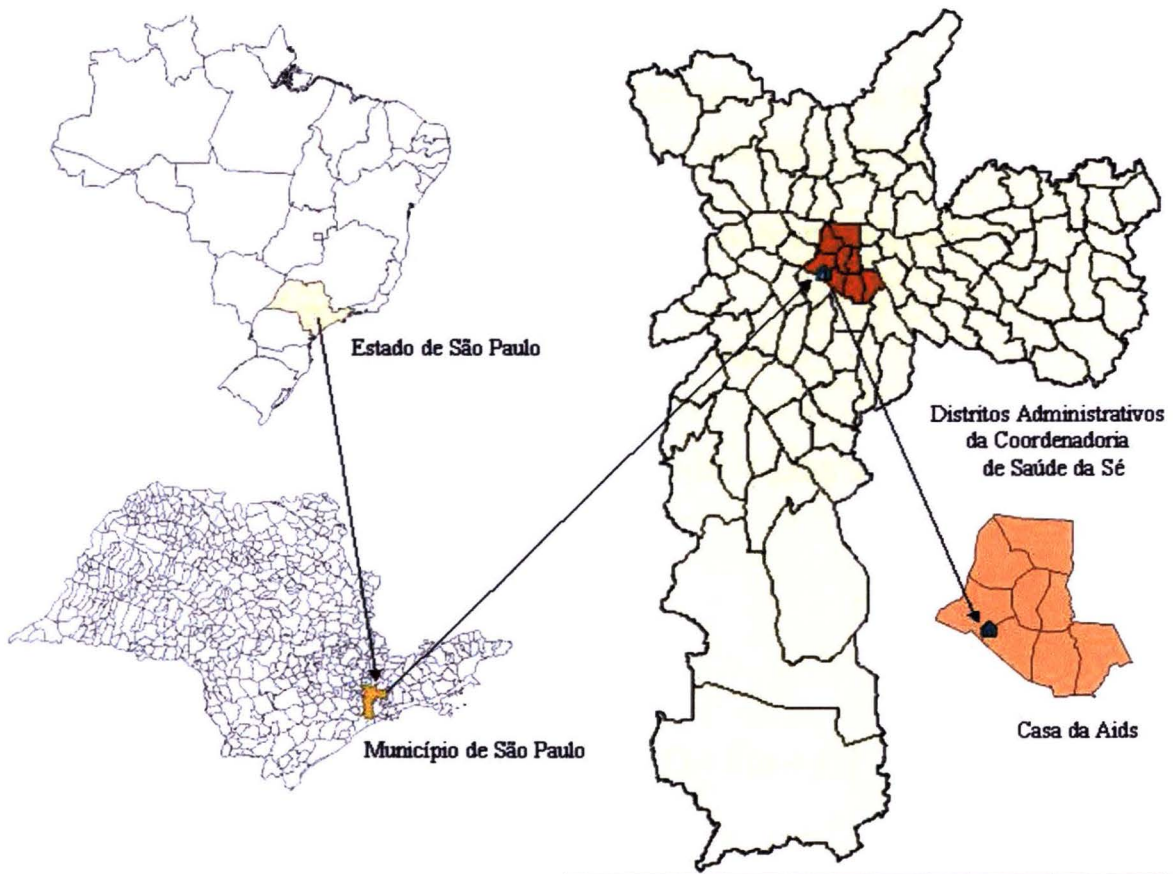 Estado de São Paulo
Município de São Paulo
Distritos Administrativos
da Coordenadoria
de Saúde da Sé
Casa da Aids